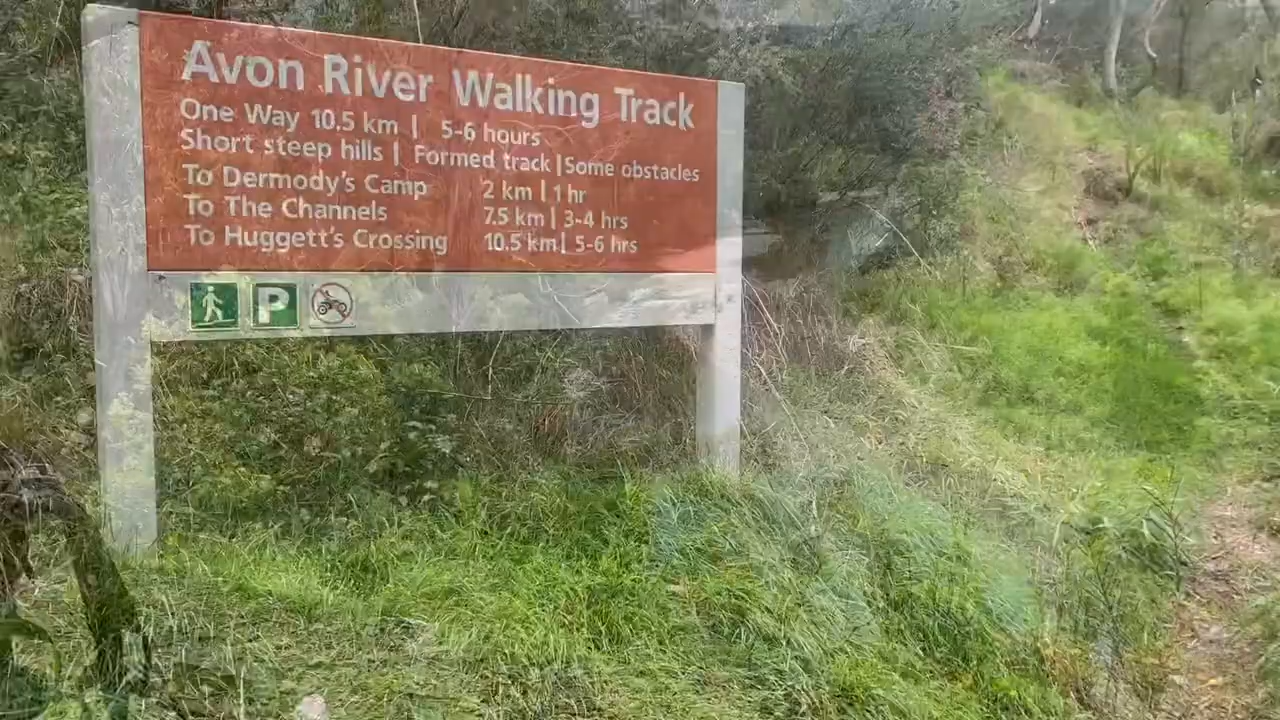 Avon River Walking Track
One Way 10.5 km | 5-6 hours
Short steep hills | Formed track | Some obstacles
To Dermody's Camp 2 km | 1 hr
To The Channels 7.5 km | 3-4 hrs
To Huggett's Crossing 10.5 km | 5-6 hrs
P